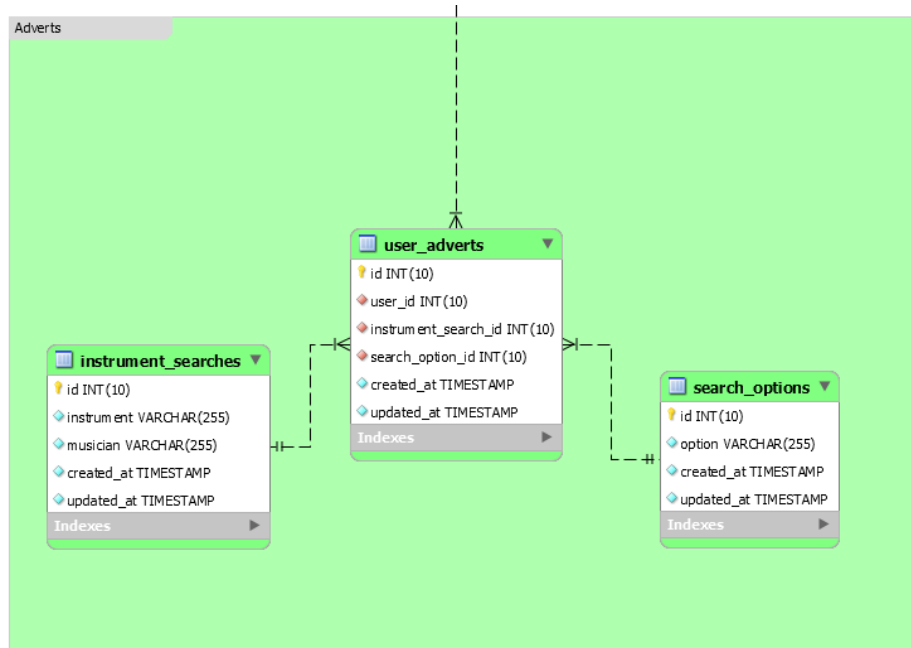 Adverts
user_adverts
id INT(10)
user_id INT(10)
instrument_search_id INT(10)
search_option_id INT(10)
created_at TIMESTAMP
updated_at TIMESTAMP
Indexes
instrument_searches
id INT(10)
instrument VARCHAR(255)
musician VARCHAR(255)
created_at TIMESTAMP
updated_at TIMESTAMP
Indexes
search_options
id INT(10)
option VARCHAR(255)
created_at TIMESTAMP
updated_at TIMESTAMP
Indexes